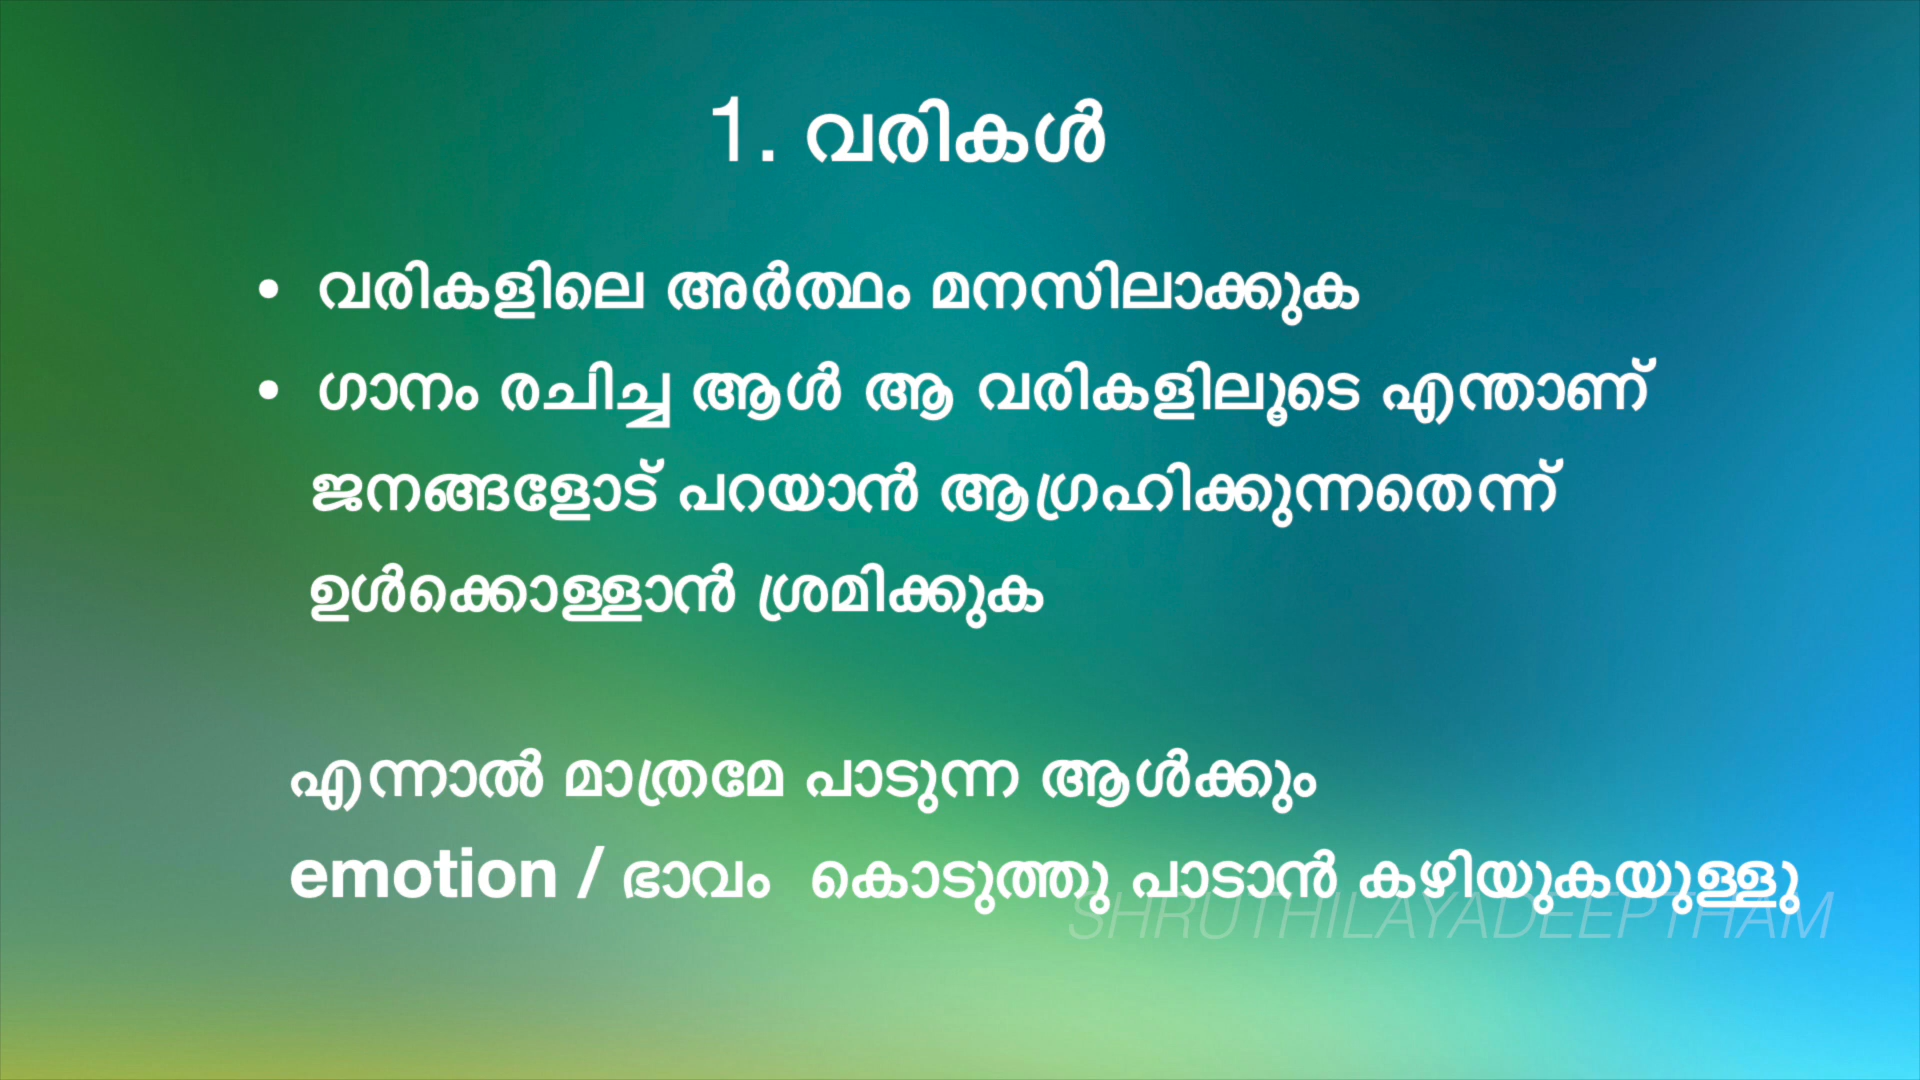 1. വരികൾ
• വരികളിലെ അർത്ഥം മനസിലാക്കുക
• ഗാനം രചിച്ച ആൾ ആ വരികളിലൂടെ എന്താണ്
ജനങ്ങളോട് പറയാൻ ആഗ്രഹിക്കുന്നതെന്ന്
ഉൾക്കൊള്ളാൻ ശ്രമിക്കുക
എന്നാൽ മാത്രമേ പാടുന്ന ആൾക്കും
emotion / ഭാവം കൊടുത്തു പാടാൻ കഴിയുകയുള്ളു
SHRUTHILAYADEEPTHAM